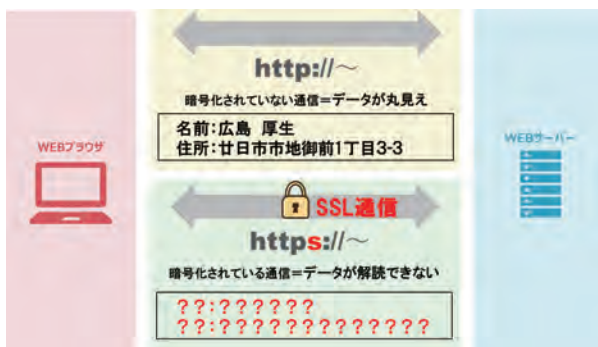 http://～
暗号化されていない通信=データが丸見え
名前:広島 厚生
住所:廿日市市地御前1丁目3-3
WEBブラウザ
WEBサーバー
SSL通信
https://～
暗号化されている通信=データが解読できない
??:??????
??:?????????????